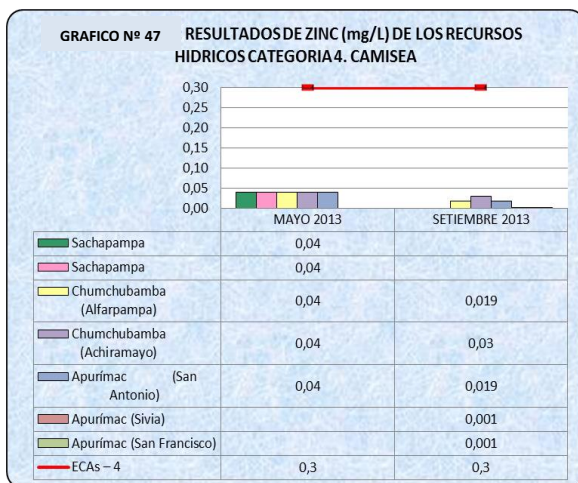 GRAFICO Nº 47 RESULTADOS DE ZINC (mg/L) DE LOS RECURSOS
HIDRICOS CATEGORIA 4. CAMISEA
0,30
0,25
0,20
0,15
0,10
0,05
0,00
MAYO 2013 SETIEMBRE 2013
Sachapampa 0,04
Sachapampa 0,04
Chumchubamba
(Alfarpampa) 0,04 0,019
Chumchubamba
(Achiramayo) 0,04 0,03
Apurímac (San
Antonio) 0,04 0,019
Apurímac (Sivia) 0,001
Apurímac (San Francisco) 0,001
ECAs – 4 0,3 0,3